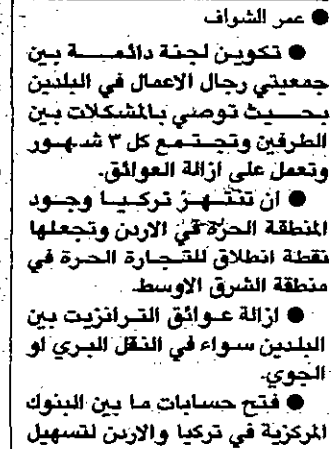 ● عمر الشواف
● تكوين لجنة دائمة بين
جمعيتي رجال الاعمال في البلدين
بحيث توصي بالمشكلات بين
الطرفين وتجتمع كل ٣ شهور
وتعمل على ازالة العوائق.
● ان تنتهز تركيا وجود
المنطقة الحرة في الاردن وتجعلها
نقطة انطلاق للتجارة الحرة في
منطقة الشرق الاوسط.
● ازالة عوائق الترانزيت بين
البلدين سواء في النقل البري او
الجوي.
● فتح حسابات ما بين البنوك
المركزية في تركيا والاردن لتسهيل